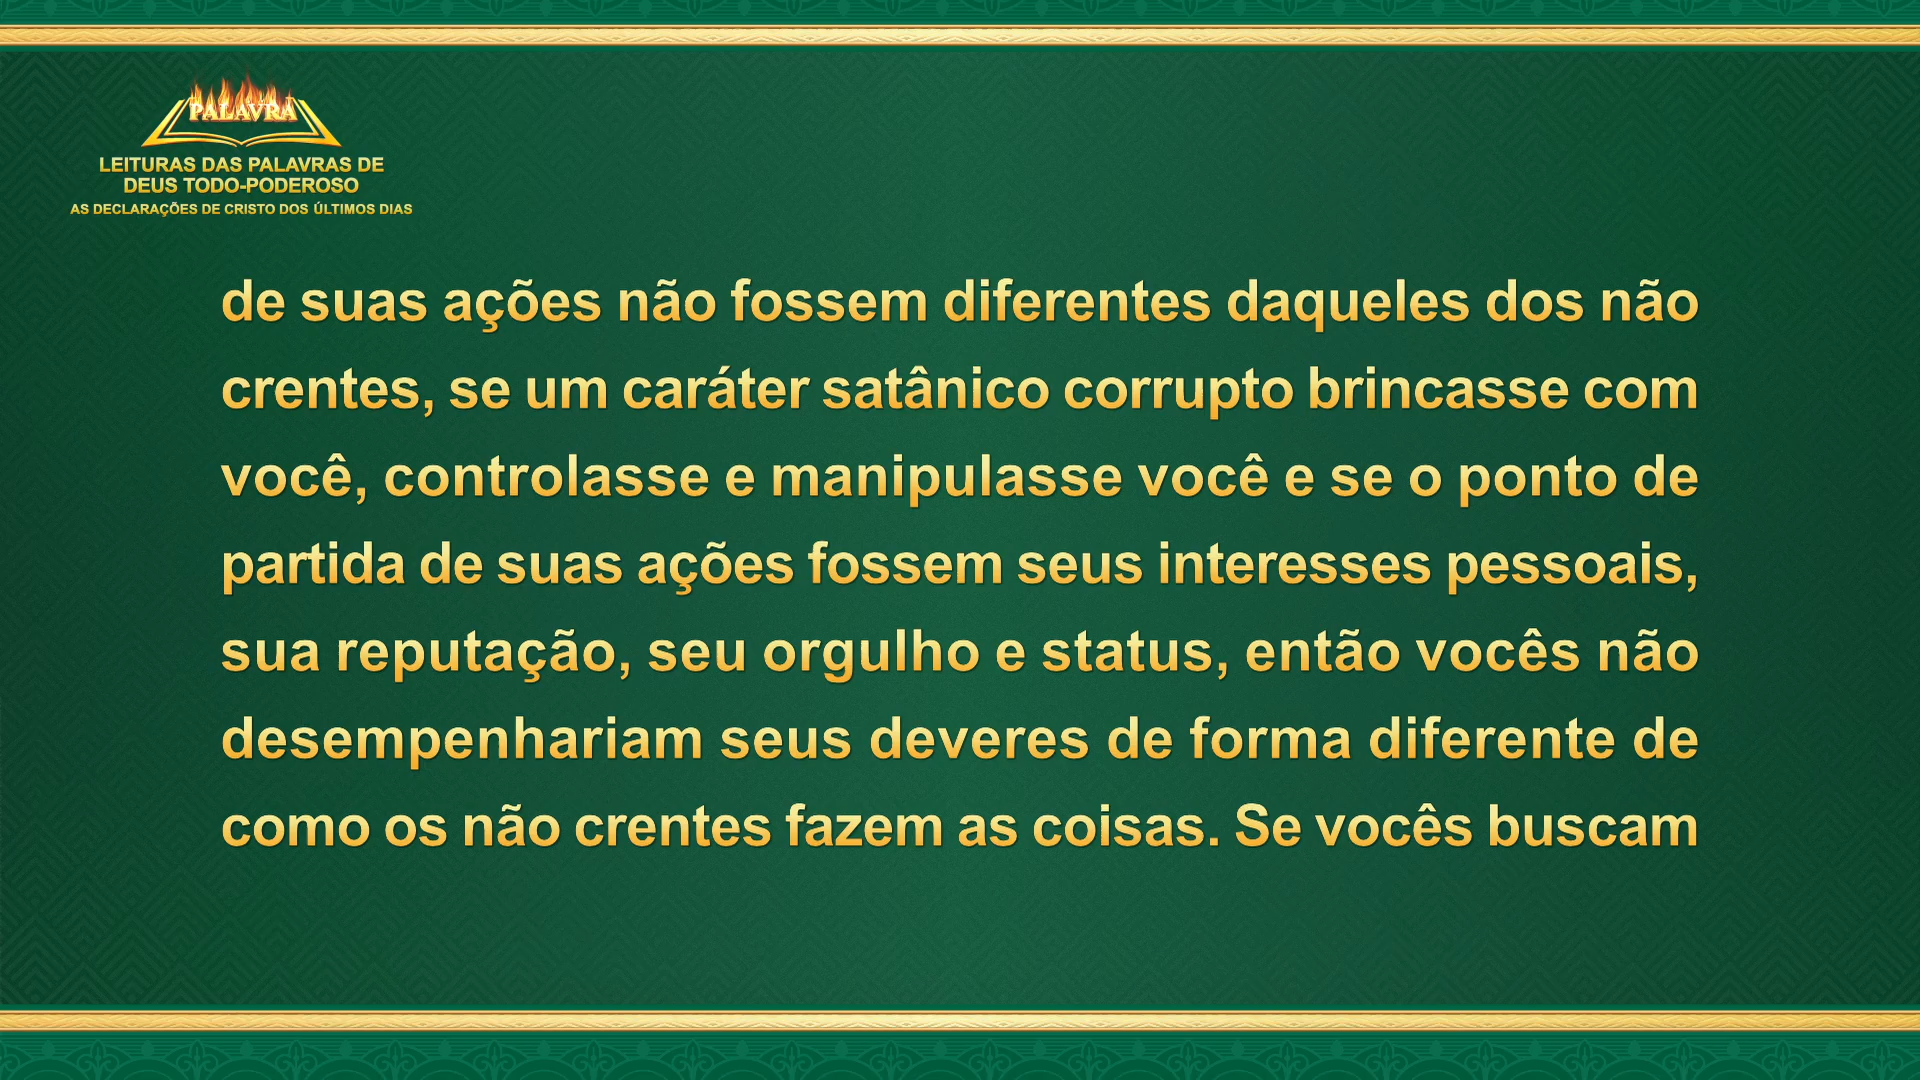 PALAVRA
LEITURAS DAS PALAVRAS DE
DEUS TODO-PODEROSO
AS DECLARAÇÕES DE CRISTO DOS ÚLTIMOS DIAS
de suas ações não fossem diferentes daqueles dos não
crentes, se um caráter satânico corrupto brincasse com
você, controlasse e manipulasse você e se o ponto de
partida de suas ações fossem seus interesses pessoais,
sua reputação, seu orgulho e status, então vocês não
desempenhariam seus deveres de forma diferente de
como os não crentes fazem as coisas. Se vocês buscam